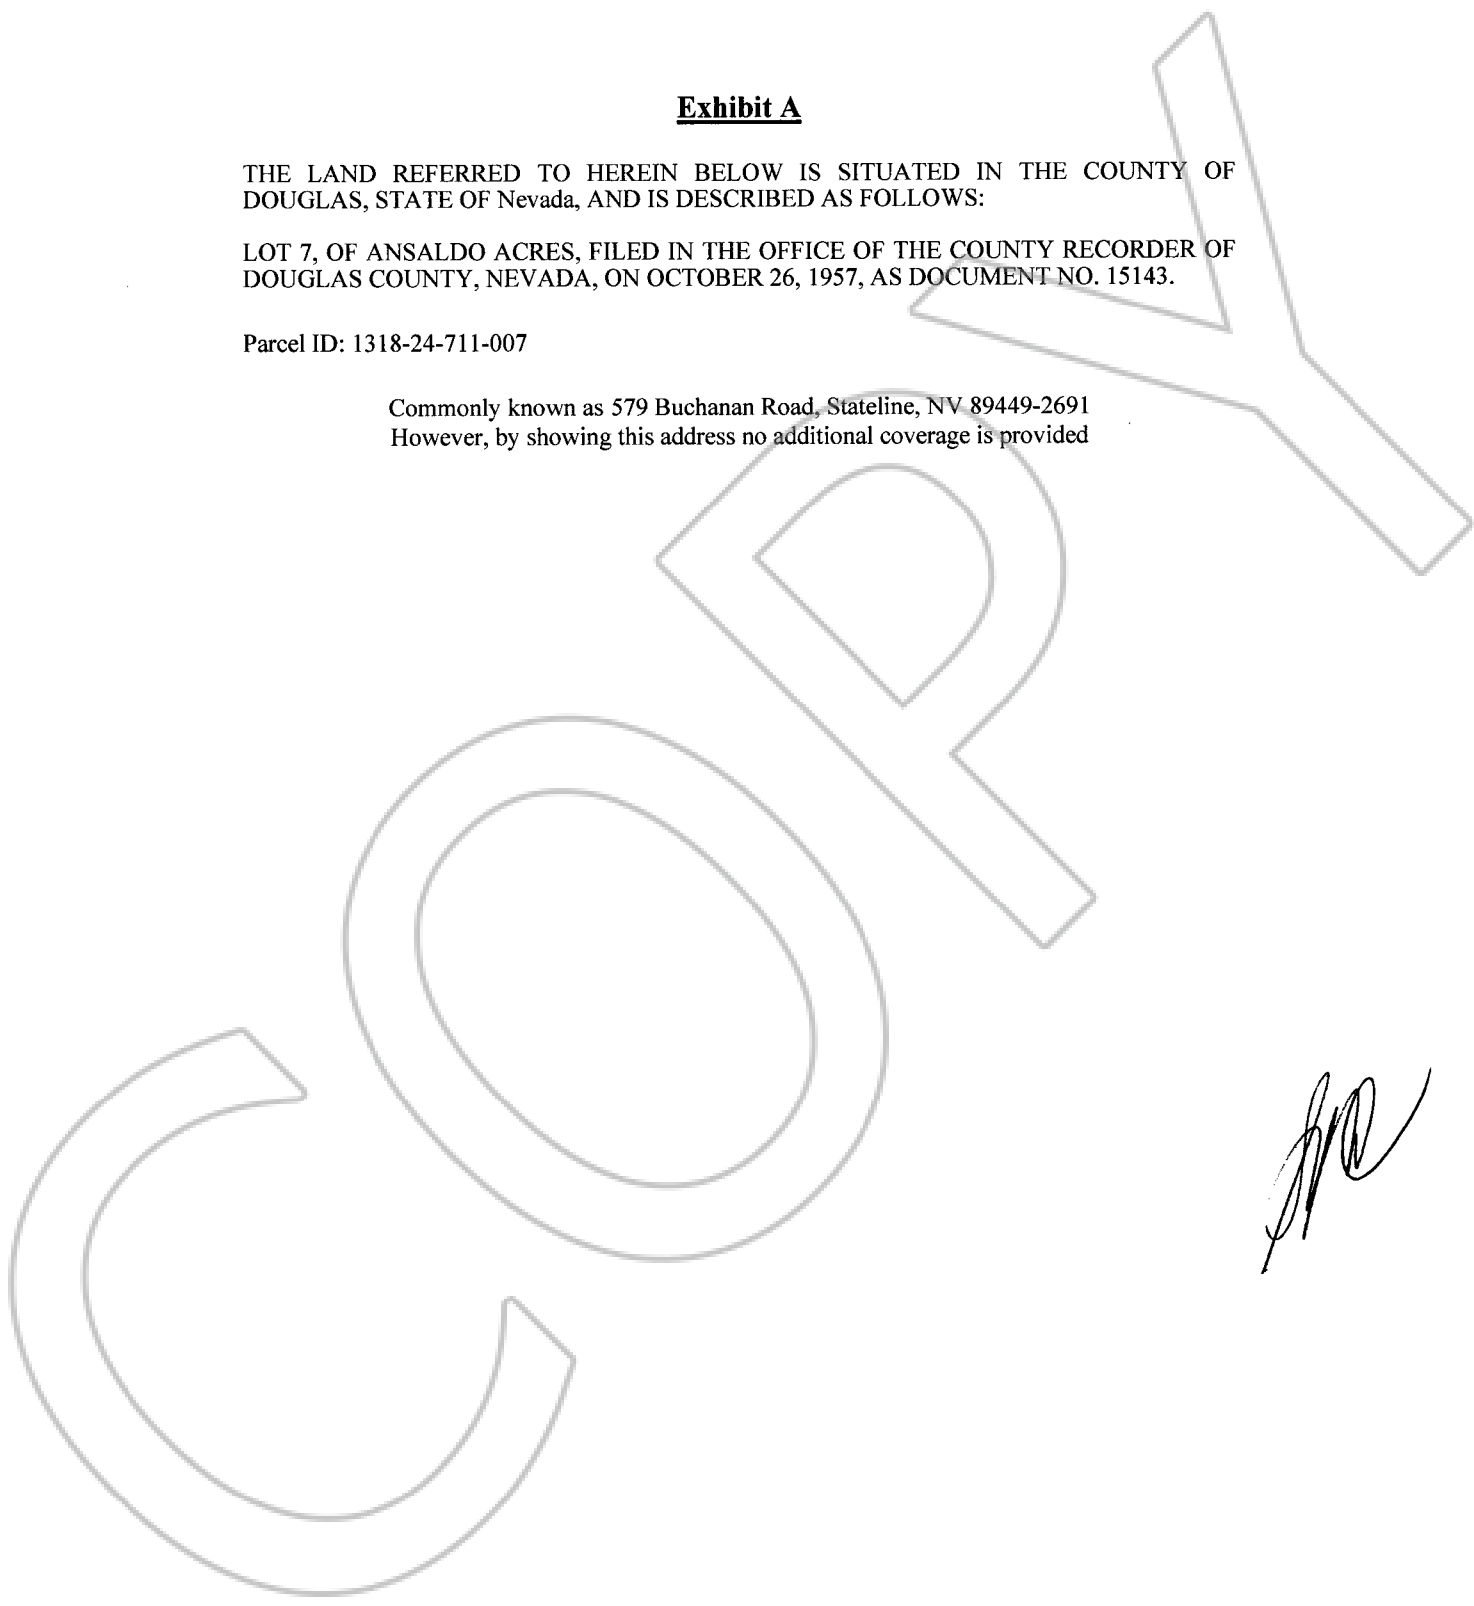 Exhibit A
THE LAND REFERRED TO HEREIN BELOW IS SITUATED IN THE COUNTY OF
DOUGLAS, STATE OF Nevada, AND IS DESCRIBED AS FOLLOWS:
LOT 7, OF ANSALDO ACRES, FILED IN THE OFFICE OF THE COUNTY RECORDER OF
DOUGLAS COUNTY, NEVADA, ON OCTOBER 26, 1957, AS DOCUMENT NO. 15143.
Parcel ID: 1318-24-711-007
Commonly known as 579 Buchanan Road, Stateline, NV 89449-2691
However, by showing this address no additional coverage is provided
COPY